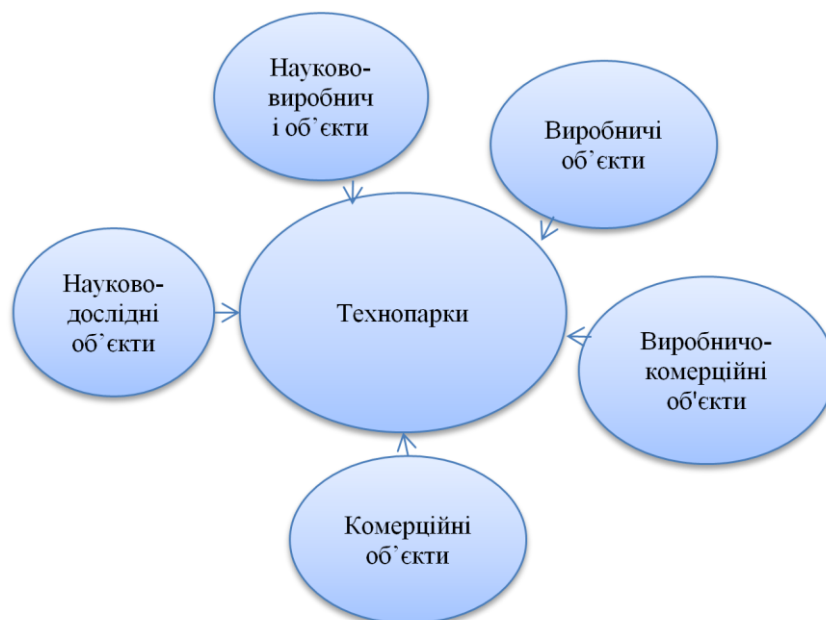 Науково-
виробнич
і об’єкти
Виробничі
об’єкти
Науково-
дослідні
об’єкти
Технопарки
Виробничо-
комерційні
об'єкти
Комерційні
об’єкти